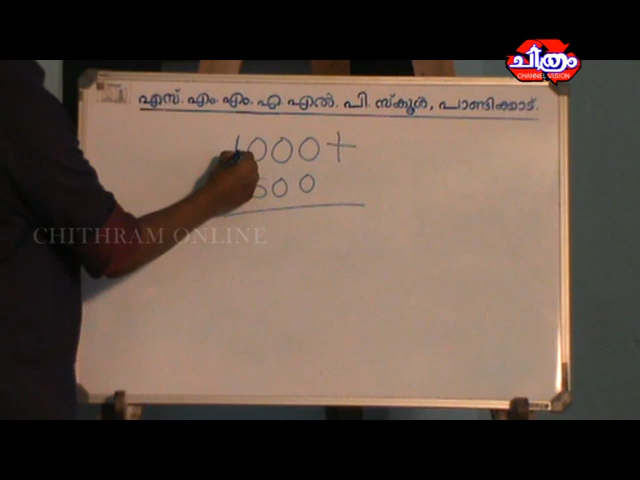 ചിത്രം
CHANNEL VISION
എസ്. എം. എം. എ. എൽ. പി. സ്കൂൾ, പാണ്ടിക്കാട്.
1000 +
500
CHITHRAM ONLINE